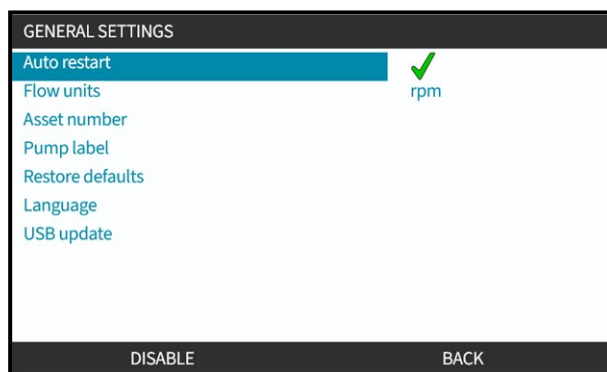 GENERAL SETTINGS
Auto restart
Flow units rpm
Asset number
Pump label
Restore defaults
Language
USB update
DISABLE BACK